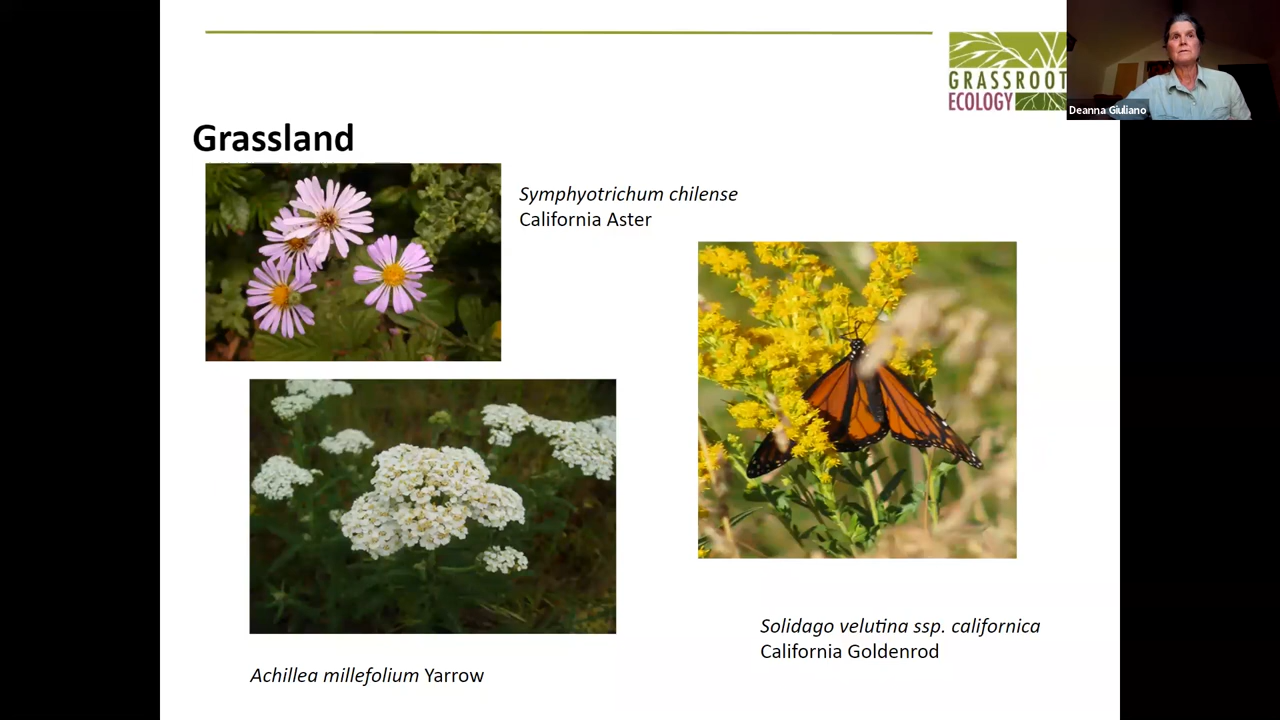 GRASSROOT
ECOLOGY
Deanna Giuliano
Grassland
Symphyotrichum chilense
California Aster
Solidago velutina ssp. californica
California Goldenrod
Achillea millefolium Yarrow